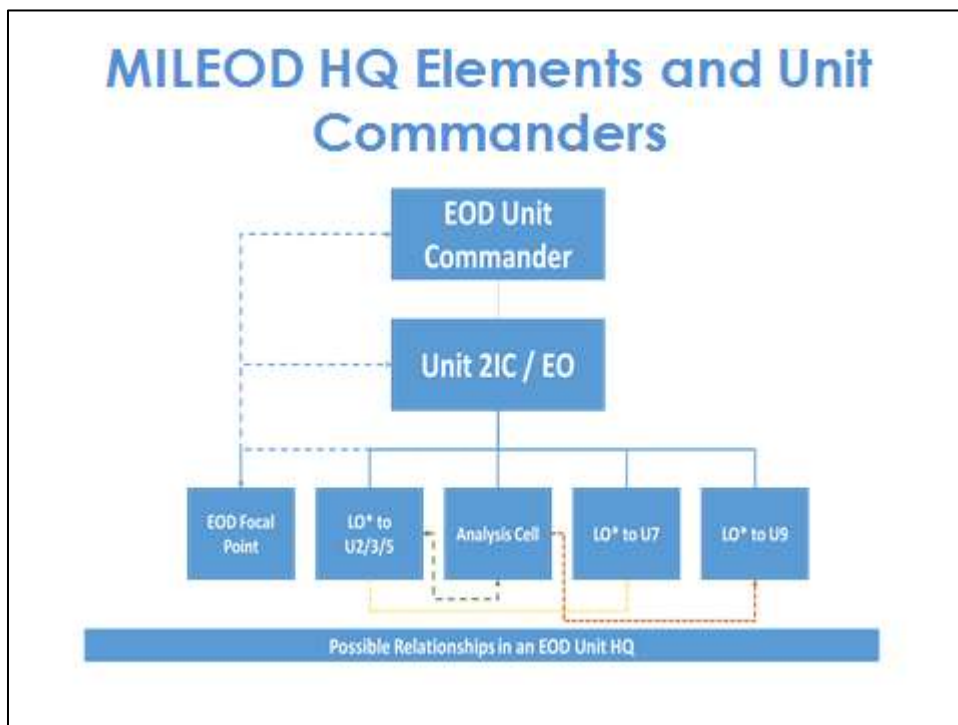 MILEOD HQ Elements and Unit
Commanders
EOD Unit
Commander
Unit 2IC / EO
EOD Focal
Point
LO* to
U2/3/5
Analysis Cell
LO* to U7
LO* to U9
Possible Relationships in an EOD Unit HQ